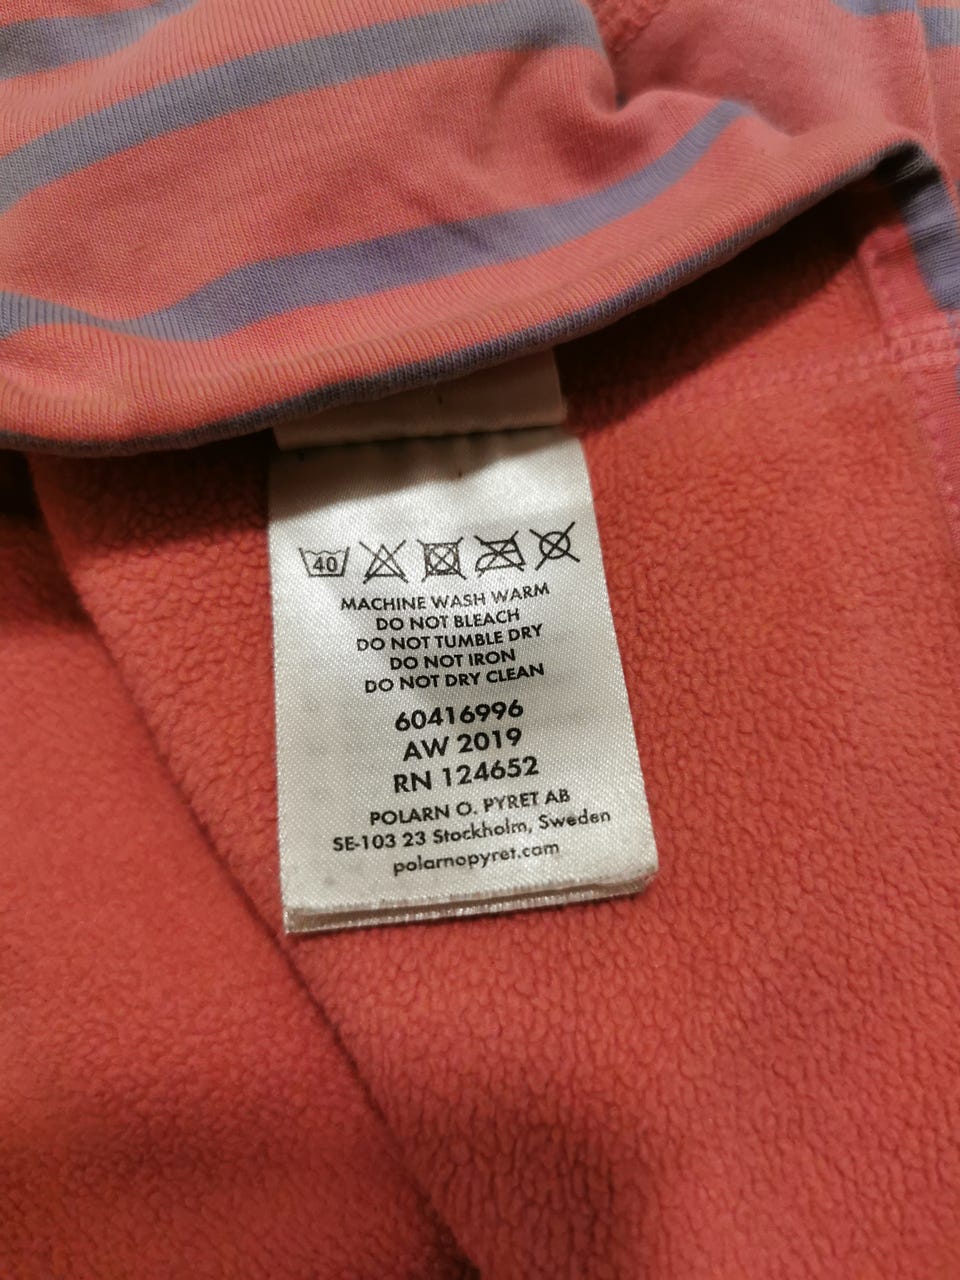 40
MACHINE WASH WARM
DO NOT BLEACH
DO NOT TUMBLE DRY
DO NOT IRON
DO NOT DRY CLEAN
60416996
AW 2019
RN 124652
POLARN O. PYRET AB
SE-103 23 Stockholm, Sweden
polarnopyret.com